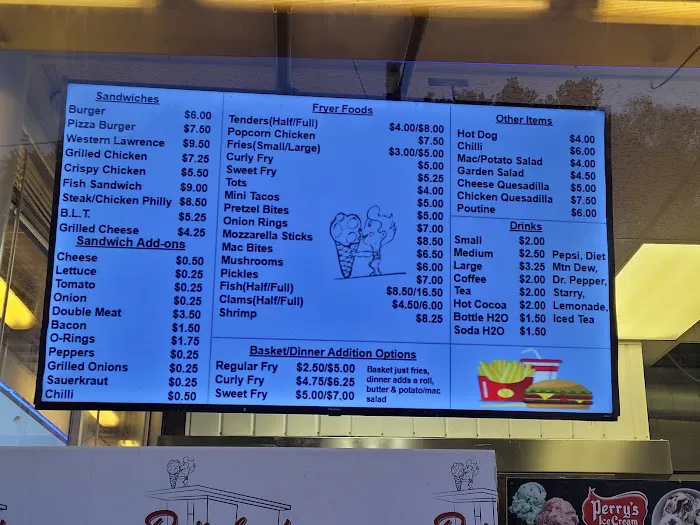 Sandwiches
Burger $6.00
Pizza Burger $7.50
Western Lawrence $9.50
Grilled Chicken $7.25
Crispy Chicken $5.50
Fish Sandwich $9.00
Steak/Chicken Philly $8.50
B.L.T. $5.25
Grilled Cheese $4.25
Sandwich Add-ons
Cheese $0.50
Lettuce $0.25
Tomato $0.25
Onion $0.25
Double Meat $3.50
Bacon $1.50
O-Rings $1.75
Peppers $0.25
Grilled Onions $0.25
Sauerkraut $0.25
Chilli $0.50
Fryer Foods
Tenders(Half/Full) $4.00/$8.00
Popcorn Chicken $7.50
Fries(Small/Large) $3.00/$5.00
Curly Fry $5.00
Sweet Fry $5.25
Tots $4.00
Mini Tacos $5.00
Pretzel Bites $5.00
Onion Rings $7.00
Mozzarella Sticks $8.50
Mac Bites $6.50
Mushrooms $6.00
Pickles $7.00
Fish(Half/Full) $8.50/16.50
Clams(Half/Full) $4.50/6.00
Shrimp $8.25
Basket/Dinner Addition Options
Regular Fry $2.50/$5.00
Curly Fry $4.75/$6.25
Sweet Fry $5.00/$7.00
Basket just fries,
dinner adds a roll,
butter & potato/mac
salad
Other Items
Hot Dog $4.00
Chilli $6.00
Mac/Potato Salad $4.00
Garden Salad $4.50
Cheese Quesadilla $5.00
Chicken Quesadilla $7.50
Poutine $6.00
Drinks
Small $2.00
Medium $2.50 Pepsi, Diet
Large $3.25 Mtn Dew,
Coffee $2.00 Dr. Pepper,
Tea $2.00 Starry,
Hot Cocoa $2.00 Lemonade,
Bottle H2O $1.50 Iced Tea
Soda H2O $1.50
Perry's
Ice Cream